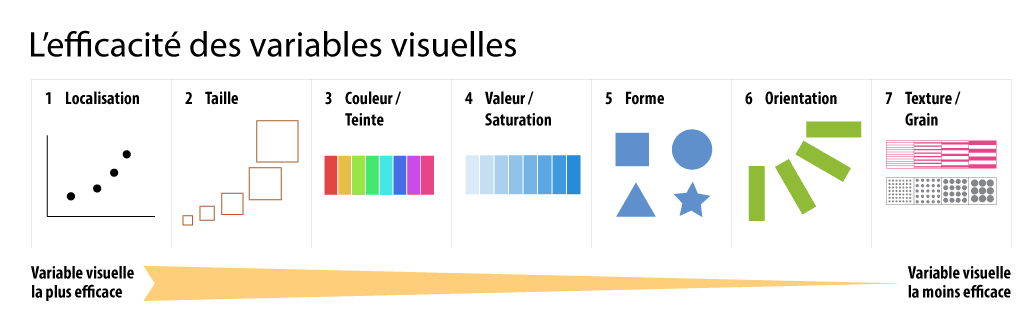 L'efficacité des variables visuelles
1 Localisation
2 Taille
3 Couleur /
Teinte
4 Valeur /
Saturation
5 Forme
6 Orientation
7 Texture /
Grain
Variable visuelle
la plus efficace
Variable visuelle
la moins efficace